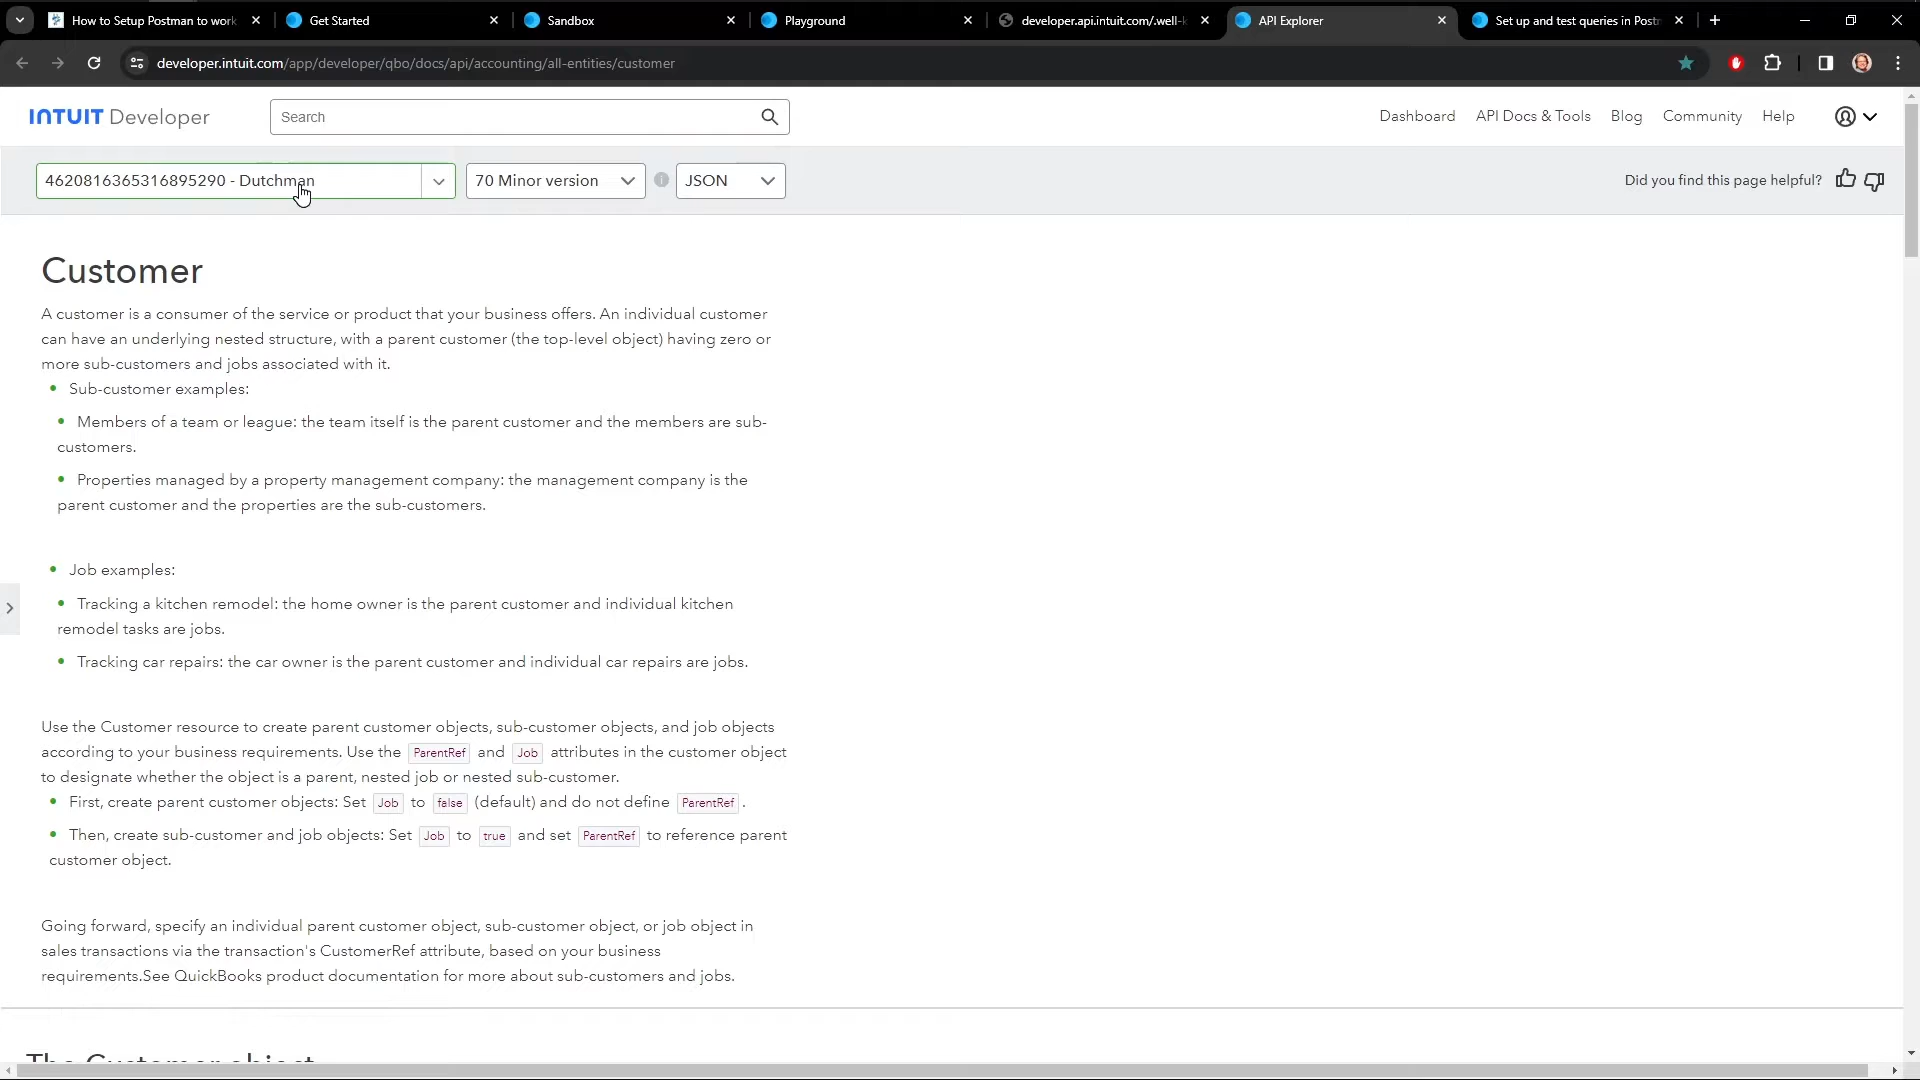 How to Setup Postman to work
Get Started
Sandbox
Playground
developer.api.intuit.com/.well-k
API Explorer
Set up and test queries in Postm
developer.intuit.com/app/developer/qbo/docs/api/accounting/all-entities/customer
INTUIT Developer
Search
Dashboard
API Docs & Tools
Blog
Community
Help
4620816365316895290 - Dutchman
70 Minor version
JSON
Did you find this page helpful?
Customer
A customer is a consumer of the service or product that your business offers. An individual customer
can have an underlying nested structure, with a parent customer (the top-level object) having zero or
more sub-customers and jobs associated with it.
• Sub-customer examples:
• Members of a team or league: the team itself is the parent customer and the members are sub-
customers.
• Properties managed by a property management company: the management company is the
parent customer and the properties are the sub-customers.
• Job examples:
• Tracking a kitchen remodel: the home owner is the parent customer and individual kitchen
remodel tasks are jobs.
• Tracking car repairs: the car owner is the parent customer and individual car repairs are jobs.
Use the Customer resource to create parent customer objects, sub-customer objects, and job objects
according to your business requirements. Use the ParentRef and Job attributes in the customer object
to designate whether the object is a parent, nested job or nested sub-customer.
• First, create parent customer objects: Set Job to false (default) and do not define ParentRef.
• Then, create sub-customer and job objects: Set Job to true and set ParentRef to reference parent
customer object.
Going forward, specify an individual parent customer object, sub-customer object, or job object in
sales transactions via the transaction's CustomerRef attribute, based on your business
requirements.See QuickBooks product documentation for more about sub-customers and jobs.
The Customer object